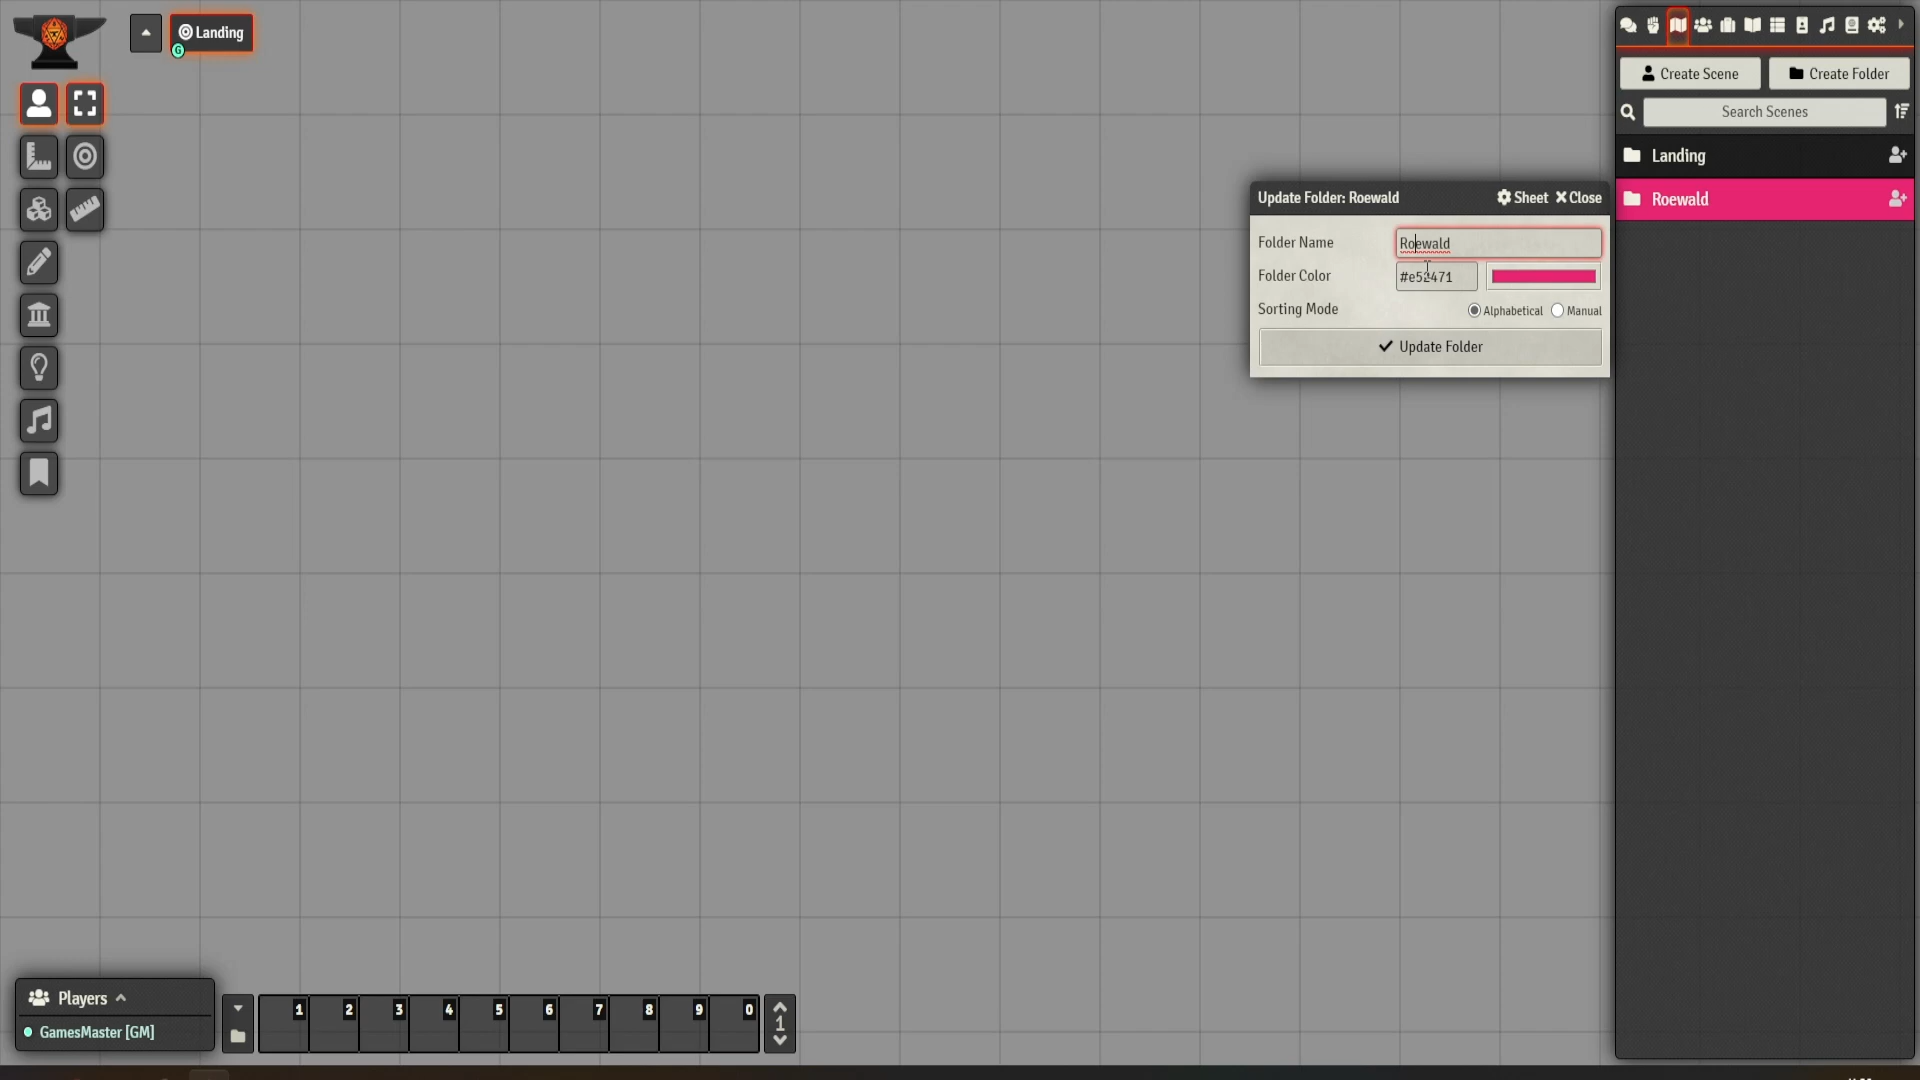 Landing
G
Create Scene
Create Folder
Search Scenes
Landing
Roewald
Update Folder: Roewald
Sheet
Close
Folder Name
Roewald
Folder Color
#e52471
Sorting Mode
Alphabetical
Manual
Update Folder
Players
GamesMaster [GM]
1
2
3
4
5
6
7
8
9
0
1